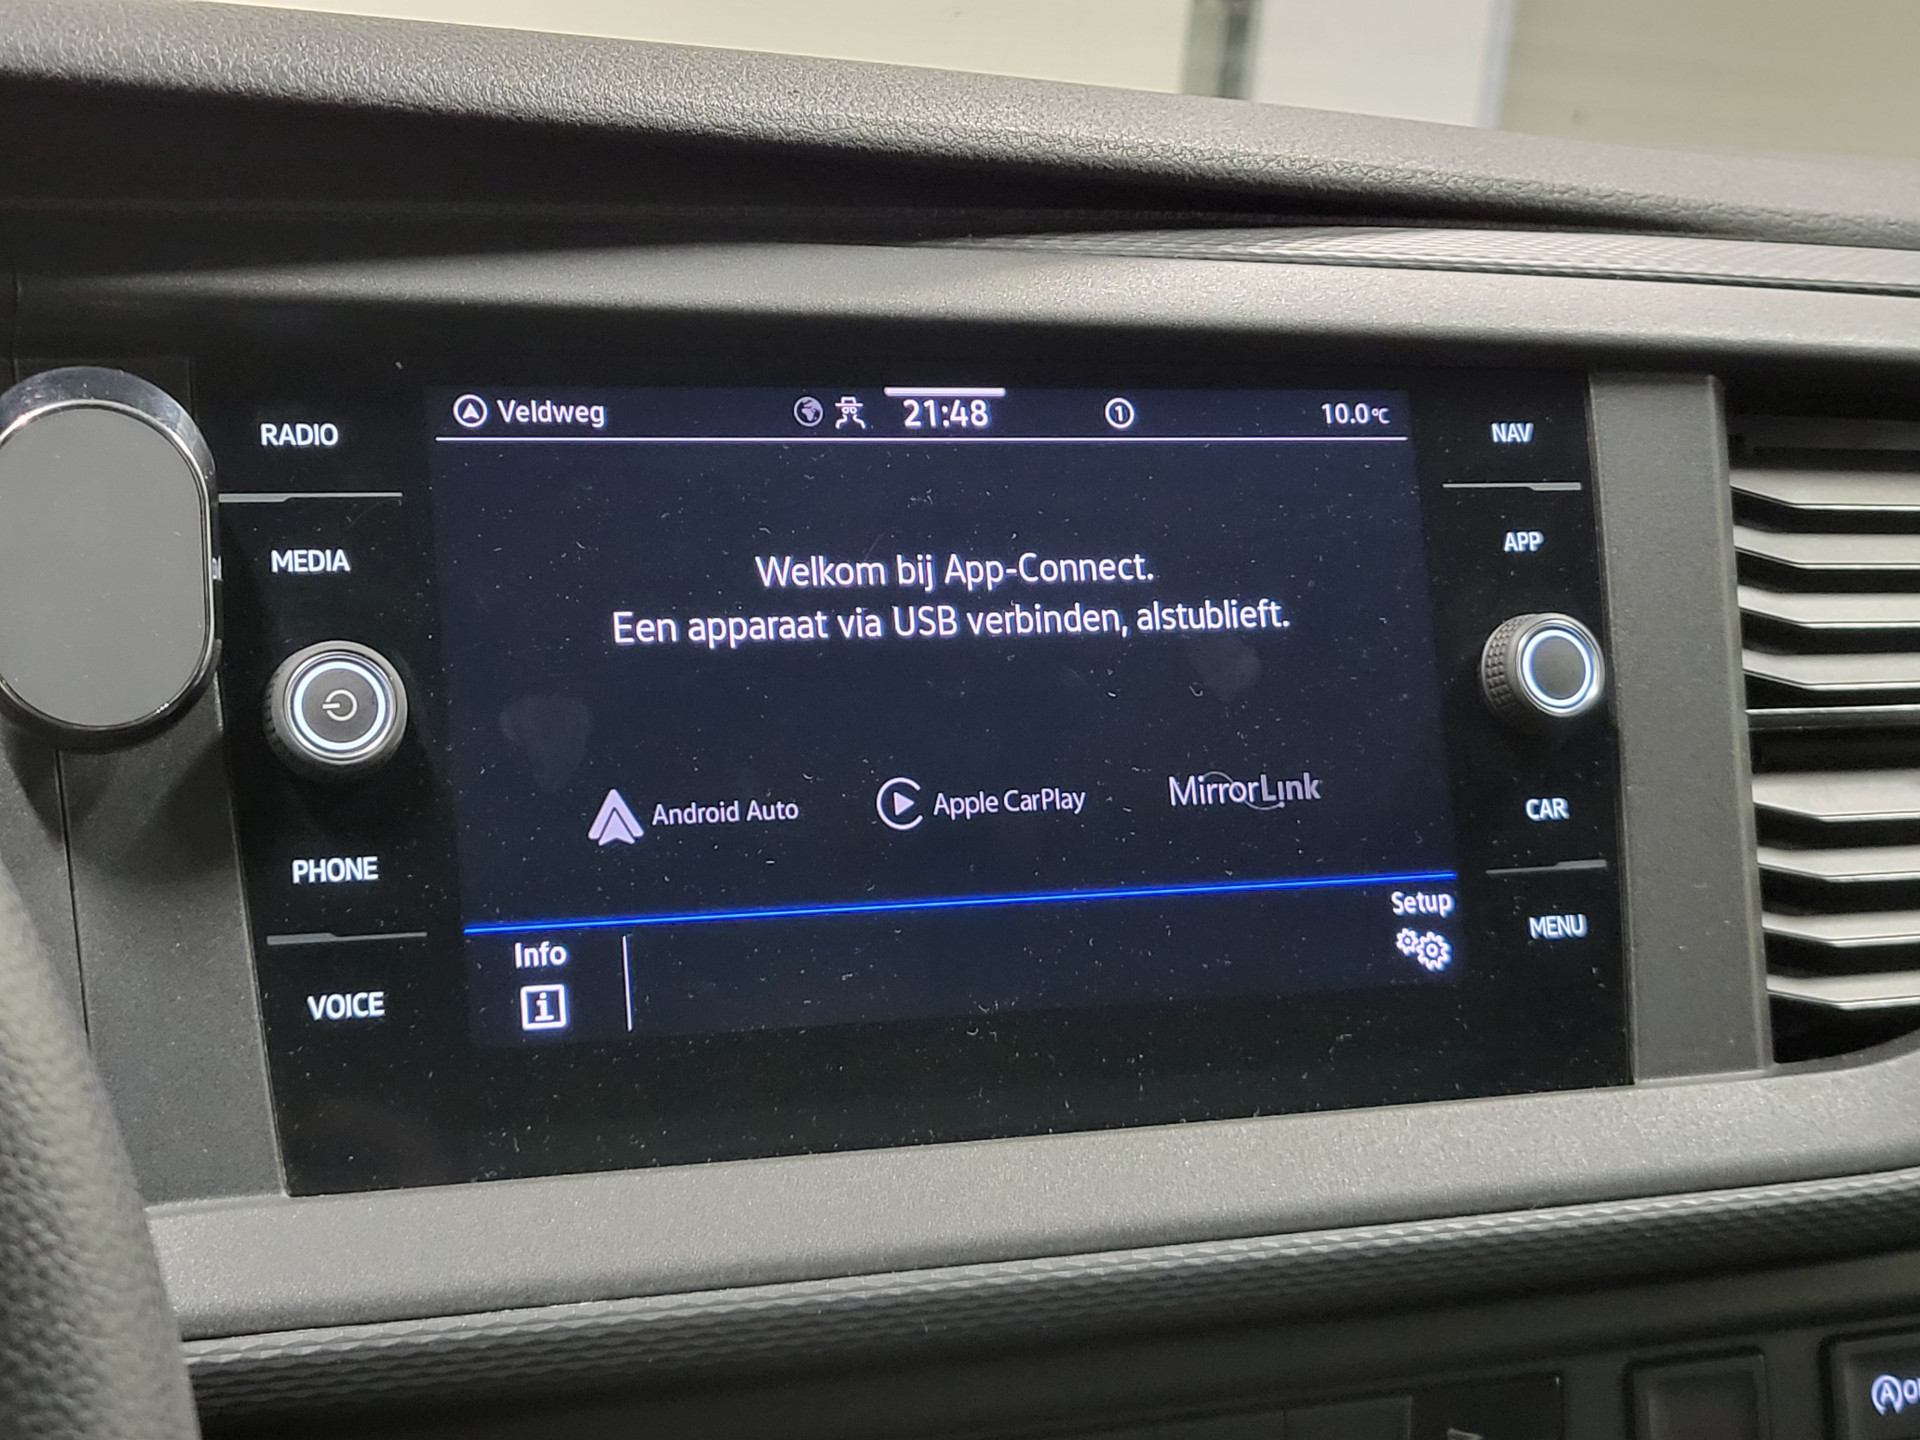 Veldweg
21:48
1
10.0°C
RADIO
MEDIA
PHONE
VOICE
NAV
APP
CAR
MENU
Welkom bij App-Connect.
Een apparaat via USB verbinden, alstublieft.
Android Auto
Apple CarPlay
MirrorLink
Info
i
Setup